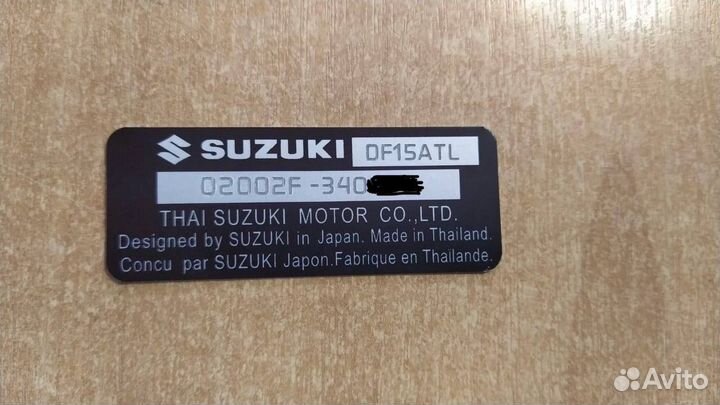 SUZUKI DF15ATL
02002F-340
THAI SUZUKI MOTOR CO.,LTD.
Designed by SUZUKI in Japan. Made in Thailand.
Concu par SUZUKI Japon.Fabrique en Thailande.
Avito